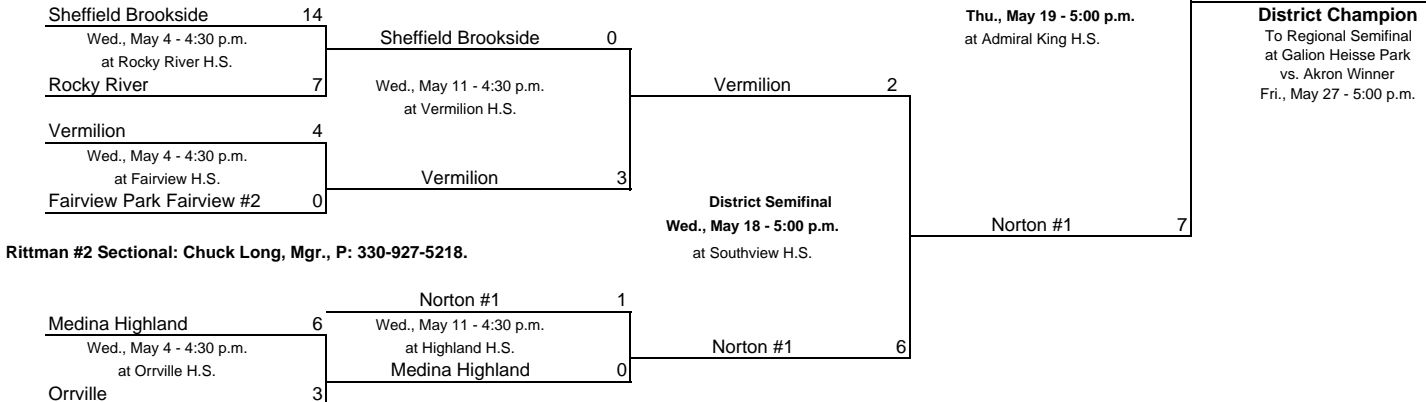 Sheffield Brookside 14
Wed., May 4 - 4:30 p.m.
at Rocky River H.S.
Rocky River 7
Vermilion 4
Wed., May 4 - 4:30 p.m.
at Fairview H.S.
Fairview Park Fairview #2 0
Sheffield Brookside 0
Wed., May 11 - 4:30 p.m.
at Vermilion H.S.
Vermilion 3
Vermilion 2
District Semifinal
Wed., May 18 - 5:00 p.m.
at Southview H.S.
Thu., May 19 - 5:00 p.m.
at Admiral King H.S.
Norton #1 7
District Champion
To Regional Semifinal
at Galion Heisse Park
vs. Akron Winner
Fri., May 27 - 5:00 p.m.
Rittman #2 Sectional: Chuck Long, Mgr., P: 330-927-5218.
Medina Highland 6
Wed., May 4 - 4:30 p.m.
at Orrville H.S.
Orrville 3
Norton #1 1
Wed., May 11 - 4:30 p.m.
at Highland H.S.
Medina Highland 0
Norton #1 6